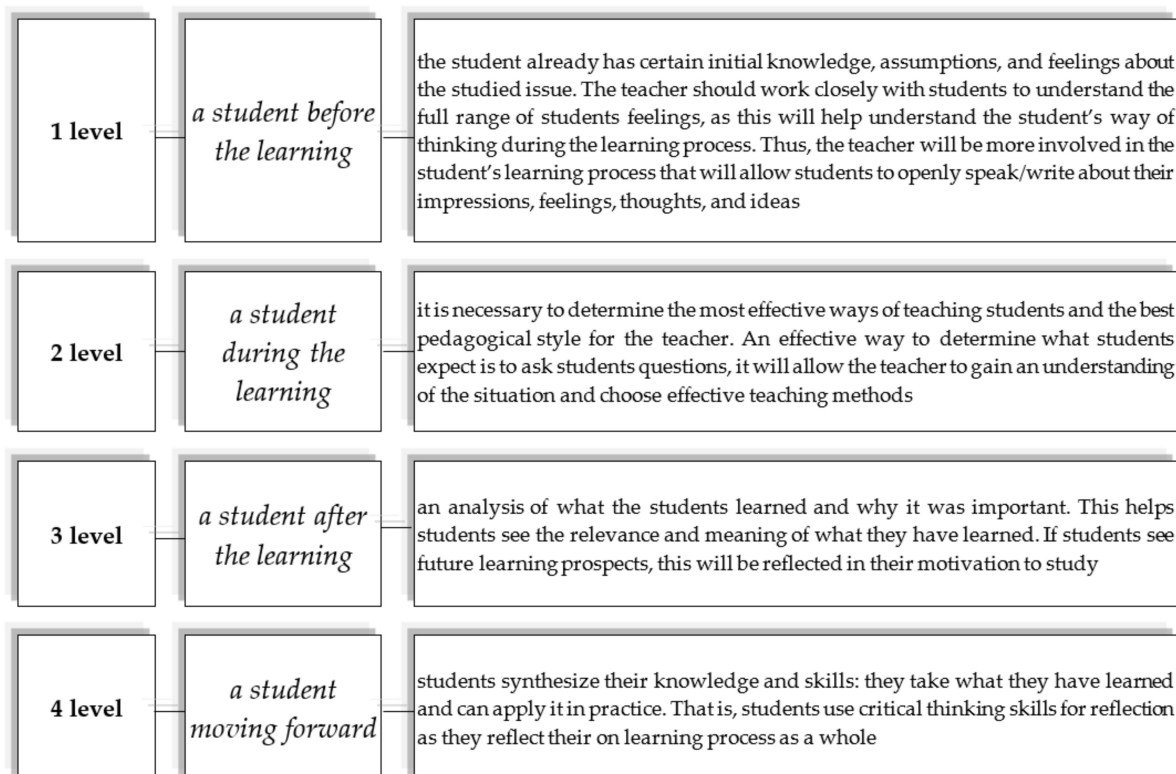 1 level
a student before
the learning
the student already has certain initial knowledge, assumptions, and feelings about
the studied issue. The teacher should work closely with students to understand the
full range of students feelings, as this will help understand the student's way of
thinking during the learning process. Thus, the teacher will be more involved in the
student's learning process that will allow students to openly speak/write about their
impressions, feelings, thoughts, and ideas
2 level
a student
during the
learning
it is necessary to determine the most effective ways of teaching students and the best
pedagogical style for the teacher. An effective way to determine what students
expect is to ask students questions, it will allow the teacher to gain an understanding
of the situation and choose effective teaching methods
3 level
a student after
the learning
an analysis of what the students learned and why it was important. This helps
students see the relevance and meaning of what they have learned. If students see
future learning prospects, this will be reflected in their motivation to study
4 level
a student
moving forward
students synthesize their knowledge and skills: they take what they have learned
and can apply it in practice. That is, students use critical thinking skills for reflection
as they reflect their on learning process as a whole